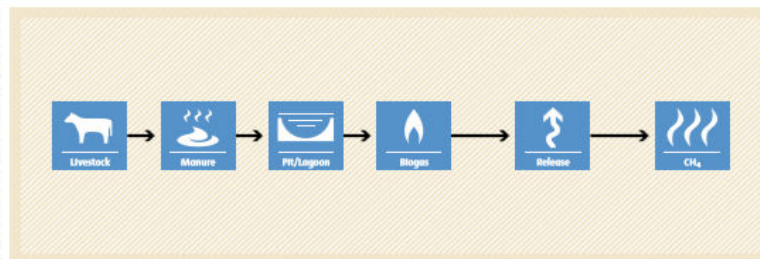 Livestock
Manure
Pit/Lagoon
Biogas
Release
CH₄